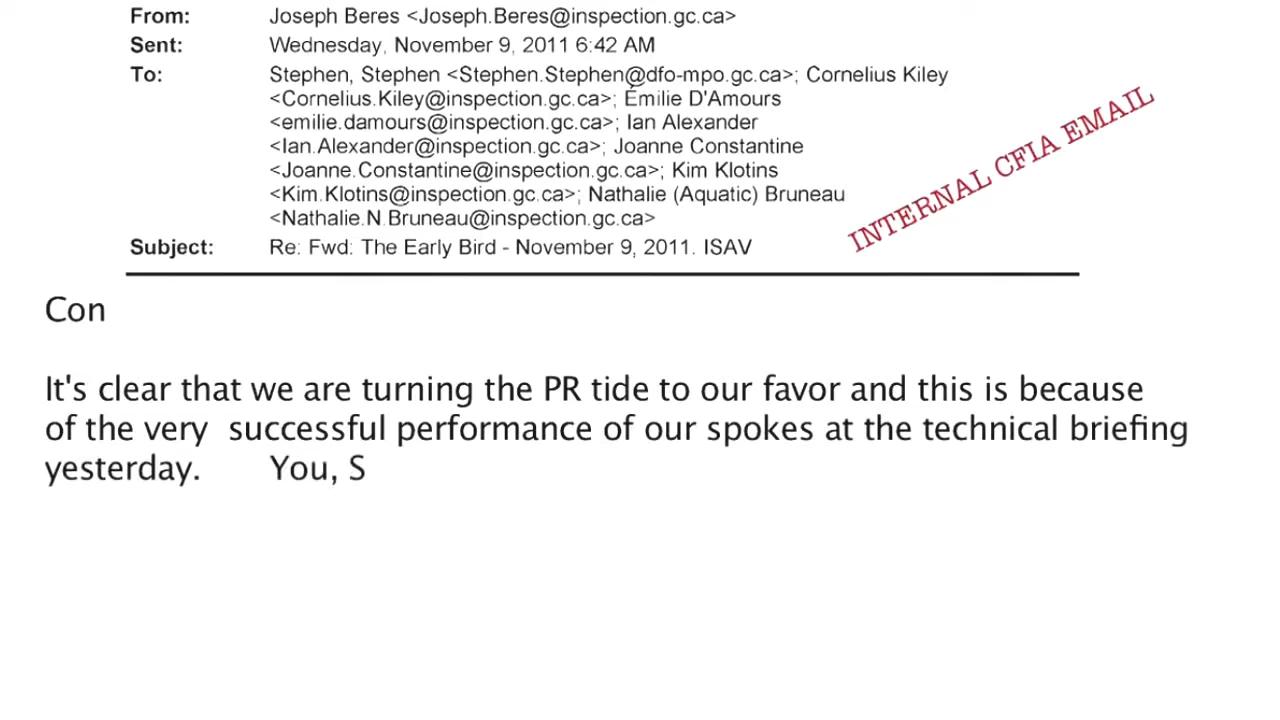 From: Joseph Beres <Joseph.Beres@inspection.gc.ca>
Sent: Wednesday, November 9, 2011 6:42 AM
To: Stephen, Stephen <Stephen.Stephen@dfo-mpo.gc.ca>; Cornelius Kiley
<Cornelius.Kiley@inspection.gc.ca>; Émilie D'Amours
<emilie.damours@inspection.gc.ca>; Ian Alexander
<Ian.Alexander@inspection.gc.ca>; Joanne Constantine
<Joanne.Constantine@inspection.gc.ca>; Kim Klotins
<Kim.Klotins@inspection.gc.ca>; Nathalie (Aquatic) Bruneau
<Nathalie.N.Bruneau@inspection.gc.ca>
Subject: Re: Fwd: The Early Bird - November 9, 2011. ISAV
INTERNAL CFIA EMAIL
Con
It's clear that we are turning the PR tide to our favor and this is because
of the very successful performance of our spokes at the technical briefing
yesterday. You, S